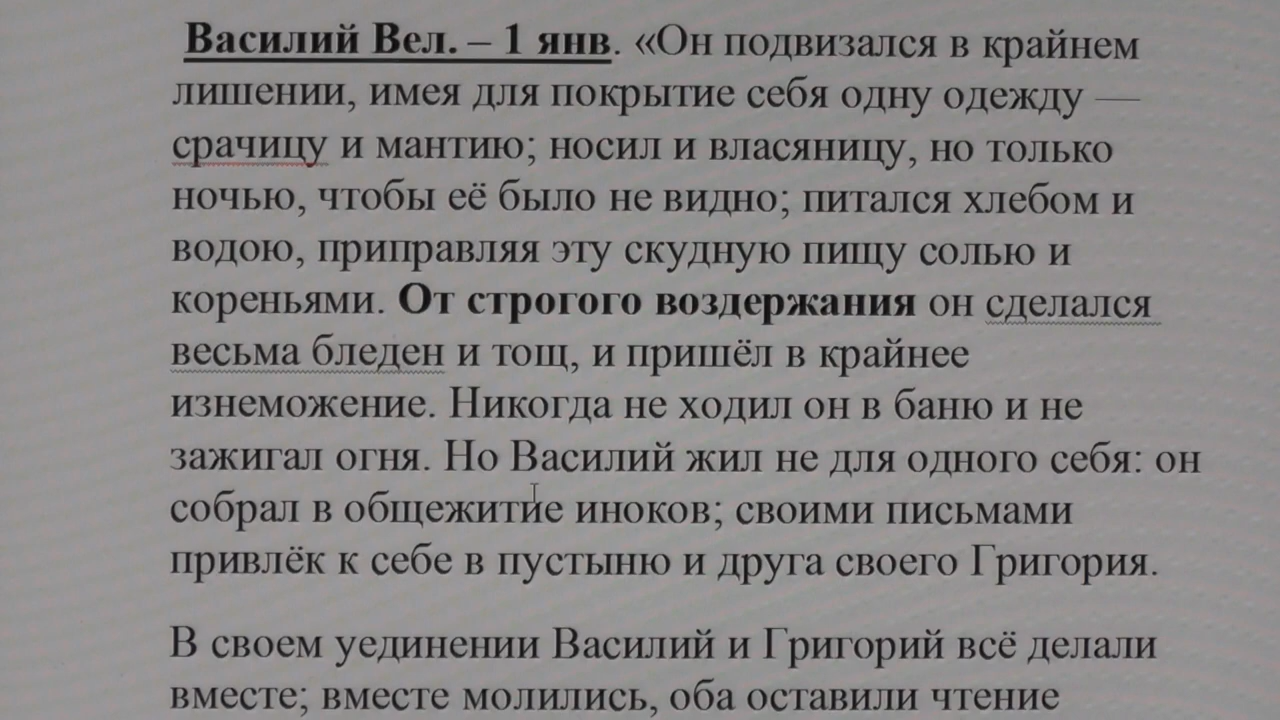 Василий Вел. – 1 янв. «Он подвизался в крайнем
лишении, имея для покрытие себя одну одежду —
срачицу и мантию; носил и власяницу, но только
ночью, чтобы её было не видно; питался хлебом и
водою, приправляя эту скудную пищу солью и
кореньями. От строгого воздержания он сделался
весьма бледен и тощ, и пришёл в крайнее
изнеможение. Никогда не ходил он в баню и не
зажигал огня. Но Василий жил не для одного себя: он
собрал в общежитие иноков; своими письмами
привлёк к себе в пустыню и друга своего Григория.
В своем уединении Василий и Григорий всё делали
вместе; вместе молились, оба оставили чтение